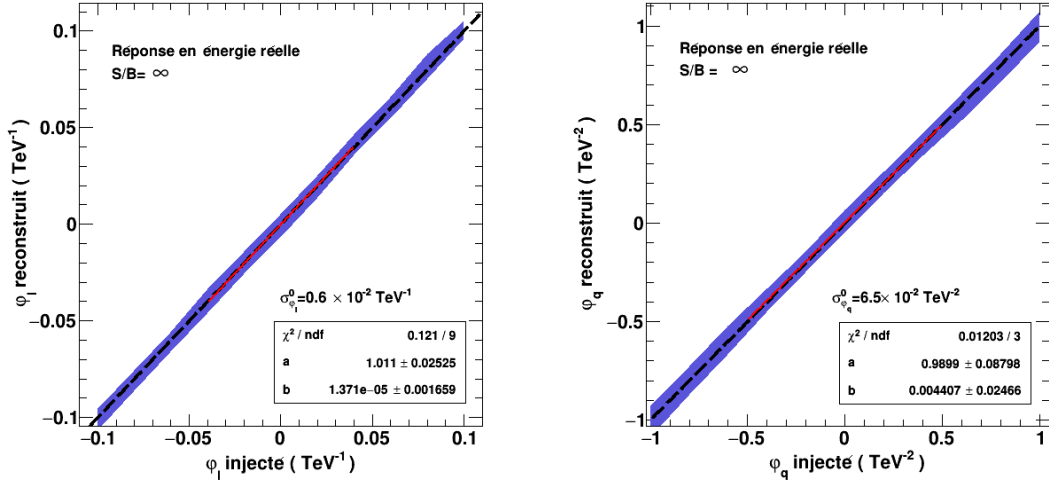 0.1
0.05
0
−0.05
−0.1
φl reconstruit ( TeV-1)
Réponse en énergie réelle
S/B= ∞
σ0φl=0.6 × 10-2 TeV-1
χ2 / ndf 0.121 / 9
a 1.011 ± 0.02525
b 1.371e−05 ± 0.001659
−0.1 −0.05 0 0.05 0.1
φl injecté ( TeV-1)
1
0.5
0
−0.5
−1
φq reconstruit ( TeV-2)
Réponse en énergie réelle
S/B = ∞
σ0φq=6.5× 10-2 TeV-2
χ2 / ndf 0.01203 / 3
a 0.9899 ± 0.08798
b 0.004407 ± 0.02466
−1 −0.5 0 0.5 1
φq injecté ( TeV-2)